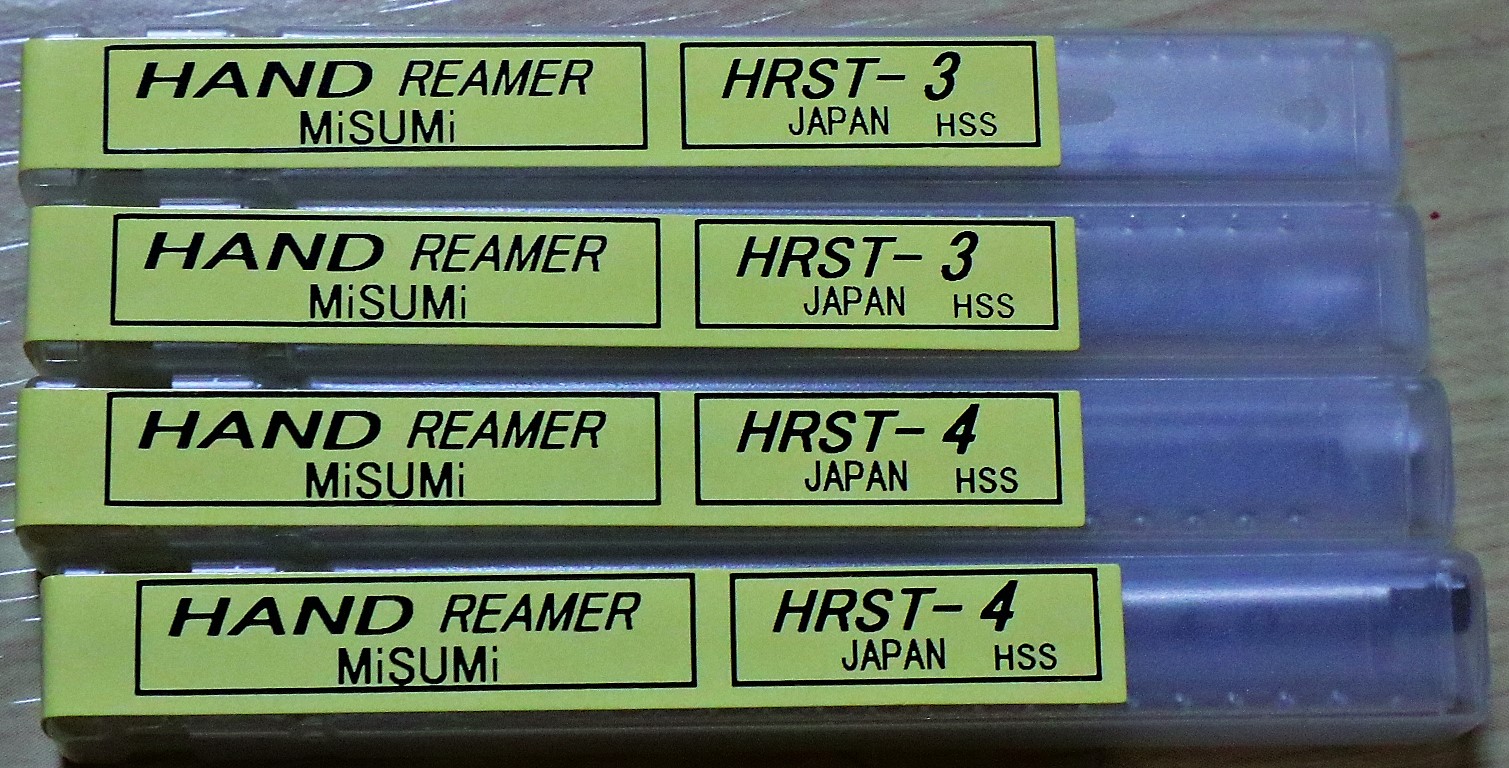 HAND REAMER
MiSUMi
HRST-3
JAPAN HSS
HAND REAMER
MiSUMi
HRST-3
JAPAN HSS
HAND REAMER
MiSUMi
HRST-4
JAPAN HSS
HAND REAMER
MiSUMi
HRST-4
JAPAN HSS